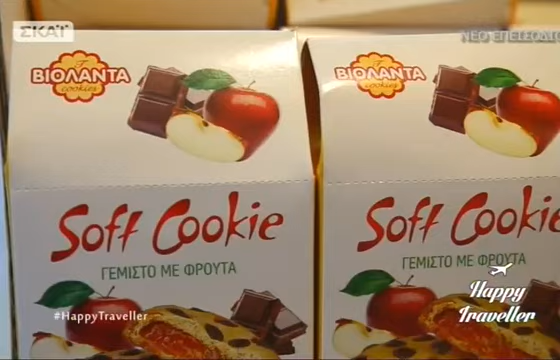 ΣΚΑΪ
ΝΕΟ ΕΠΕΙΣΟΔΙΟ
ΒΙΟΛΑΝΤΑ
cookies
ΒΙΟΛΑΝΤΑ
cookies
Soft Cookie
ΓΕΜΙΣΤΟ ΜΕ ΦΡΟΥΤΑ
Soft Cookie
ΓΕΜΙΣΤΟ ΜΕ ΦΡΟΥΤΑ
#HappyTraveller
Happy
Traveller